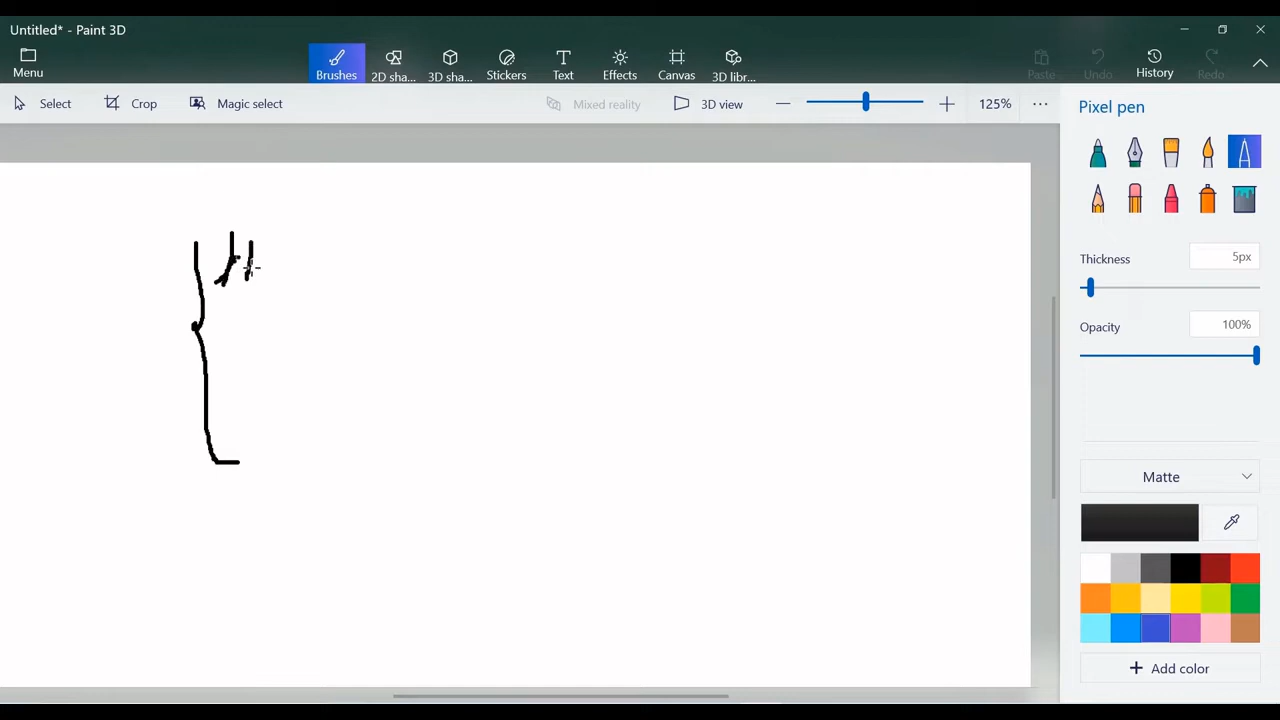 Untitled* - Paint 3D
Menu
Brushes
2D sha...
3D sha...
Stickers
Text
Effects
Canvas
3D libr...
Paste
Undo
History
Redo
Select
Crop
Magic select
Mixed reality
3D view
125%
Pixel pen
Thickness
5px
Opacity
100%
Matte
Add color